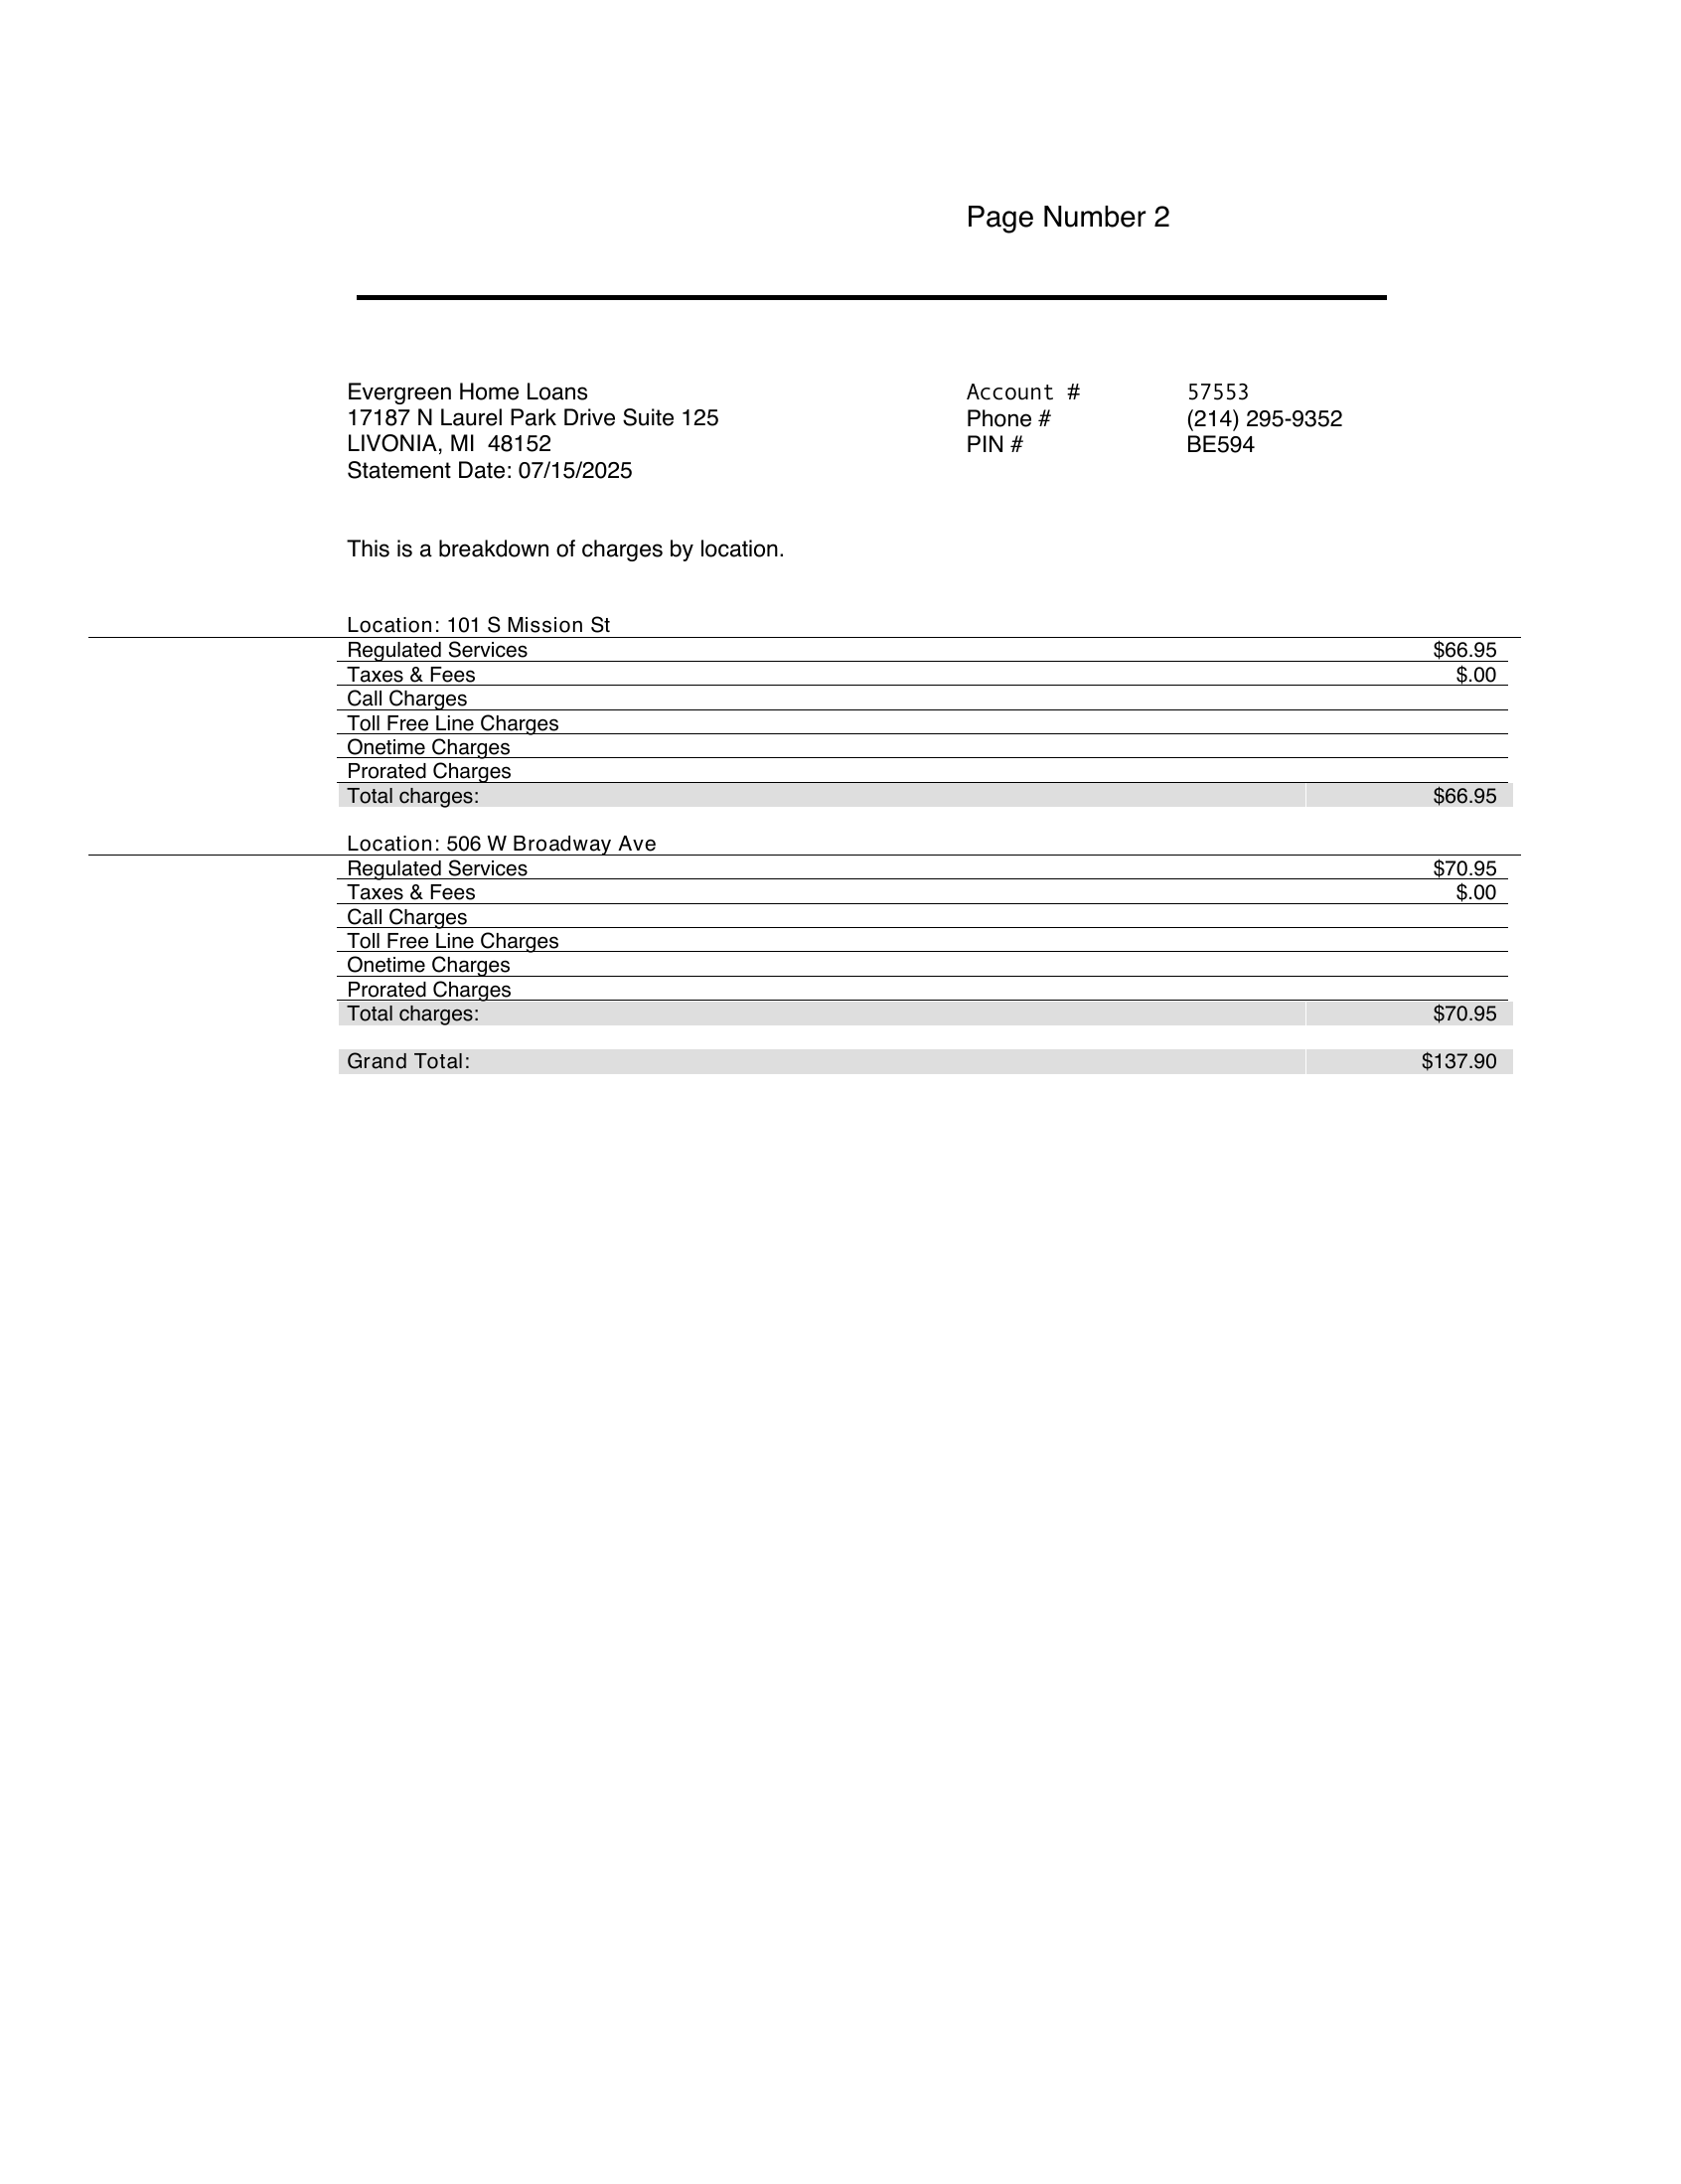 Page Number 2
Evergreen Home Loans
17187 N Laurel Park Drive Suite 125
LIVONIA, MI  48152
Statement Date: 07/15/2025
Account # 57553
Phone # (214) 295-9352
PIN # BE594
This is a breakdown of charges by location.
Location: 101 S Mission St
Regulated Services $66.95
Taxes & Fees $.00
Call Charges
Toll Free Line Charges
Onetime Charges
Prorated Charges
Total charges: $66.95
Location: 506 W Broadway Ave
Regulated Services $70.95
Taxes & Fees $.00
Call Charges
Toll Free Line Charges
Onetime Charges
Prorated Charges
Total charges: $70.95
Grand Total: $137.90